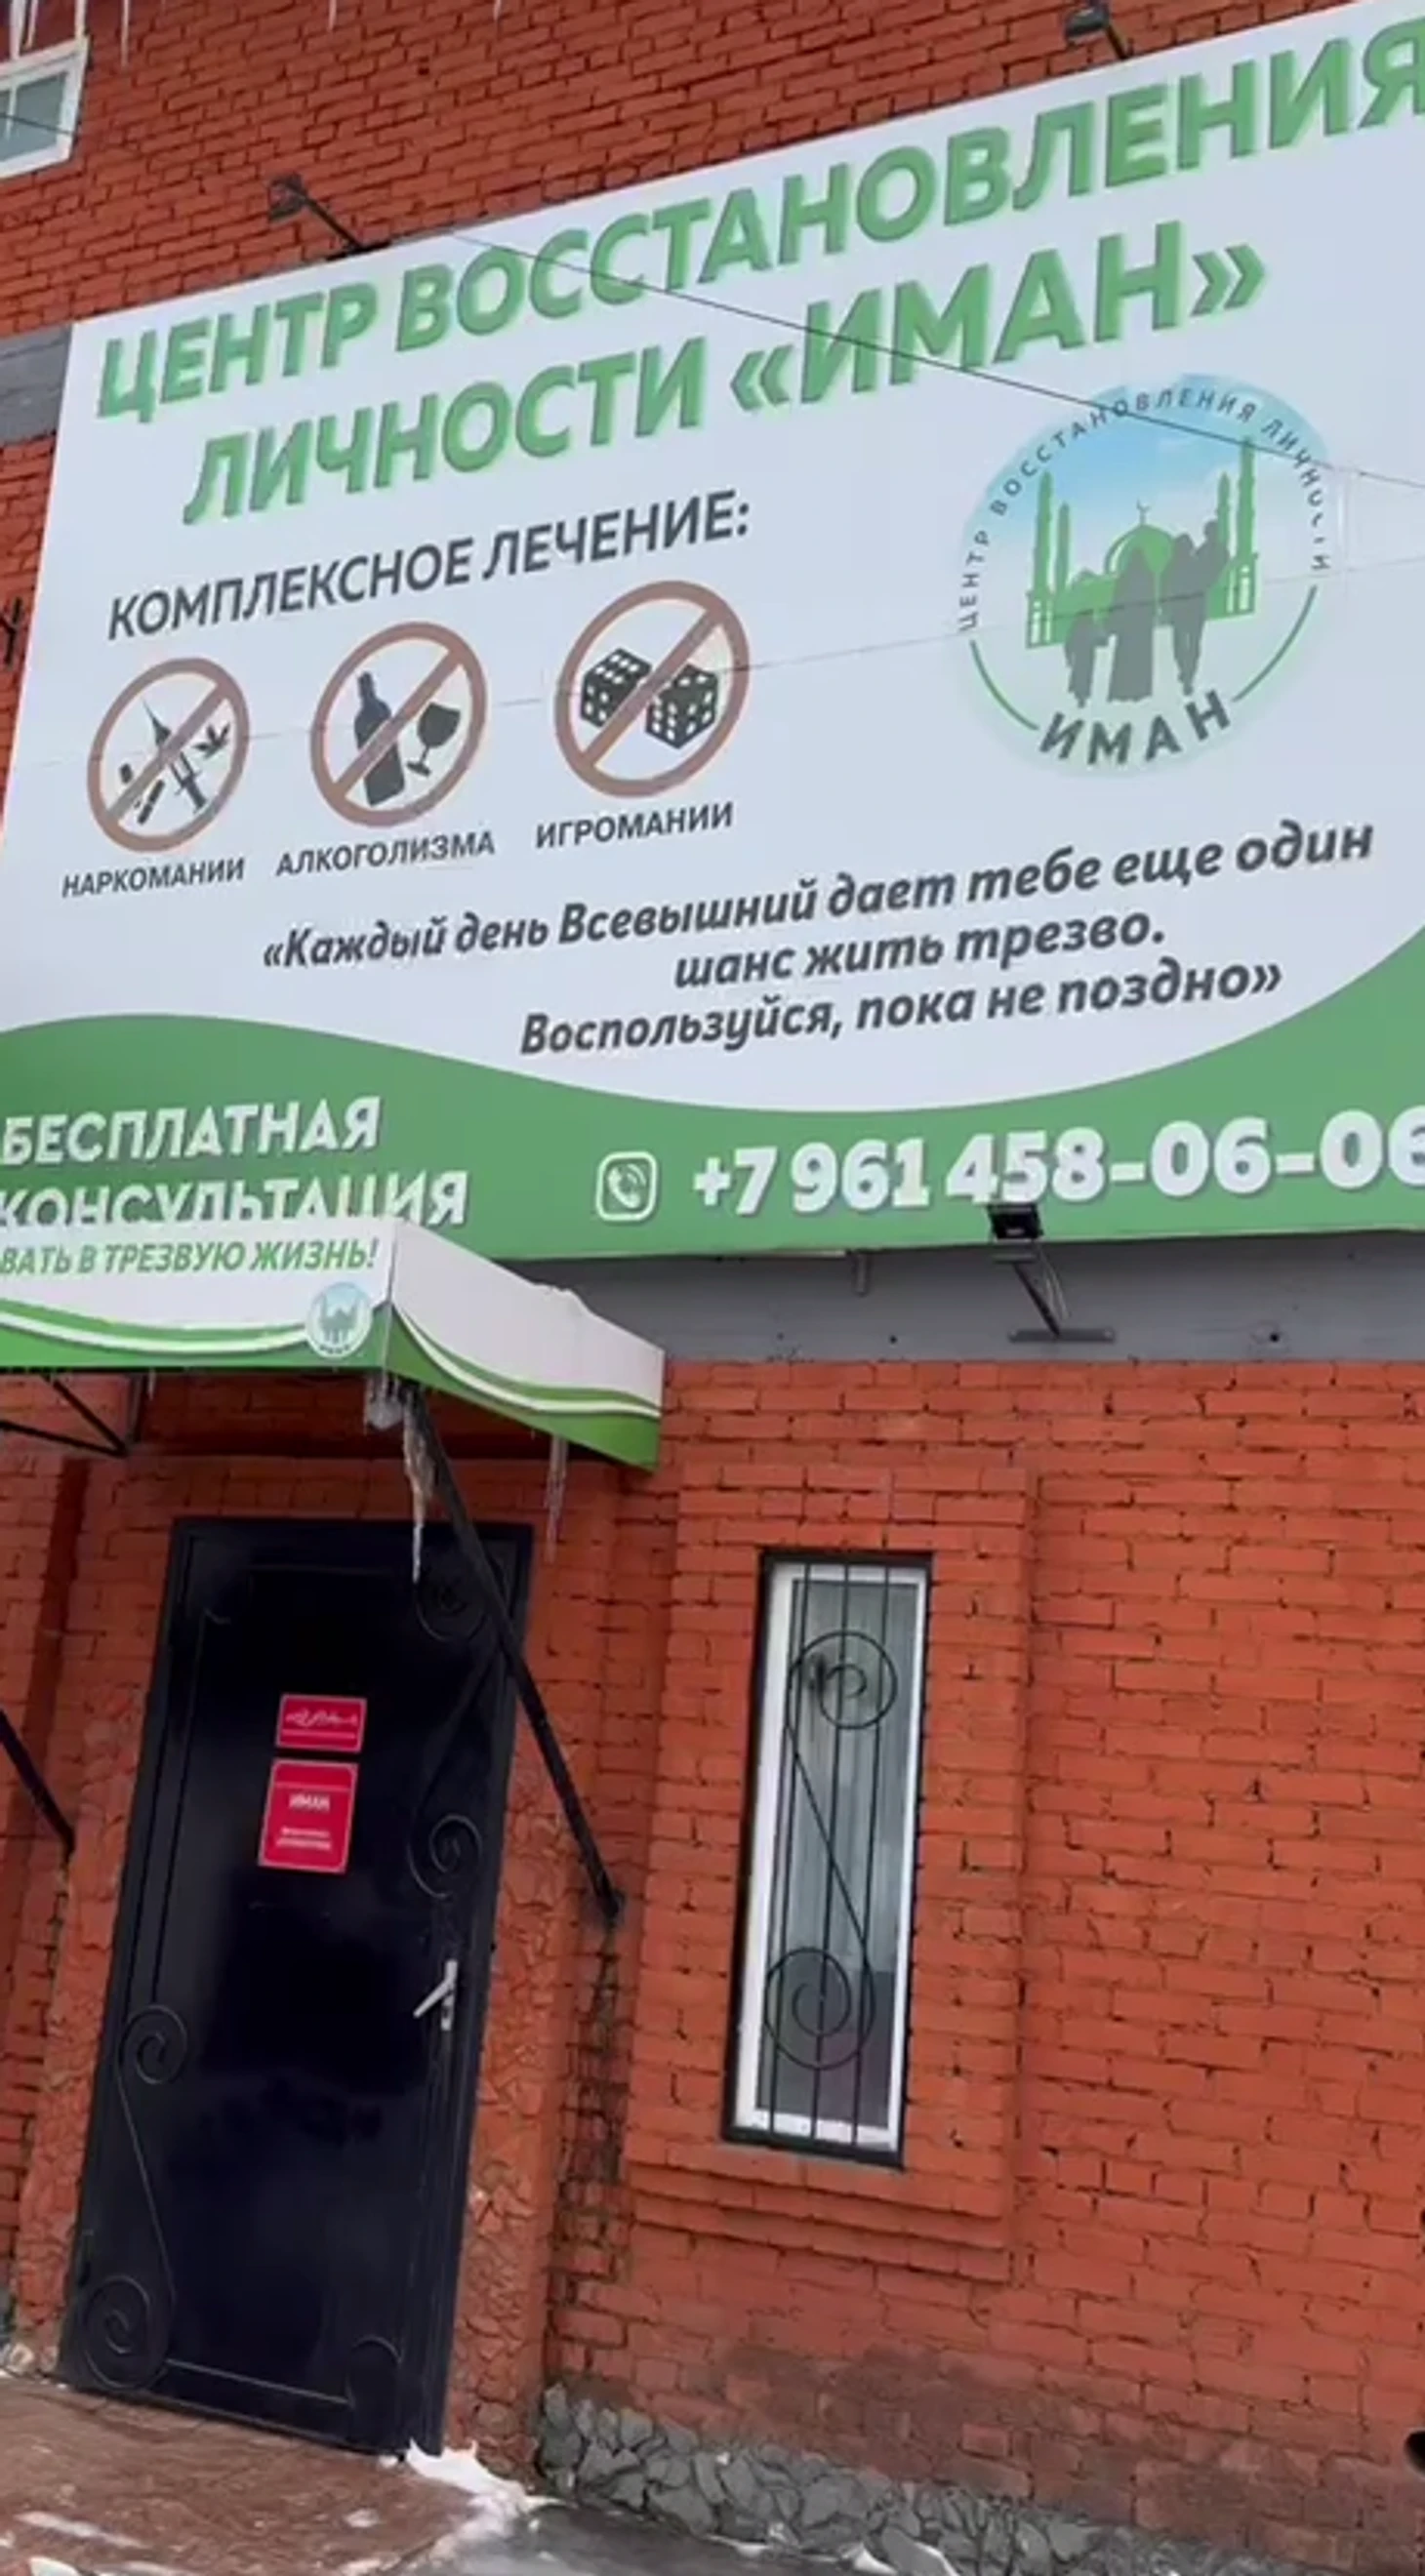 ЦЕНТР ВОССТАНОВЛЕНИЯ
ЛИЧНОСТИ «ИМАН»
КОМПЛЕКСНОЕ ЛЕЧЕНИЕ:
НАРКОМАНИИ
АЛКОГОЛИЗМА
ИГРОМАНИИ
ЦЕНТР ВОССТАНОВЛЕНИЯ ЛИЧНОСТИ
ИМАН
«Каждый день Всевышний дает тебе еще один
шанс жить трезво.
Воспользуйся, пока не поздно»
БЕСПЛАТНАЯ
КОНСУЛЬТАЦИЯ
+7 961 458-06-06
ВАТЬ В ТРЕЗВУЮ ЖИЗНЬ!
ИМАН